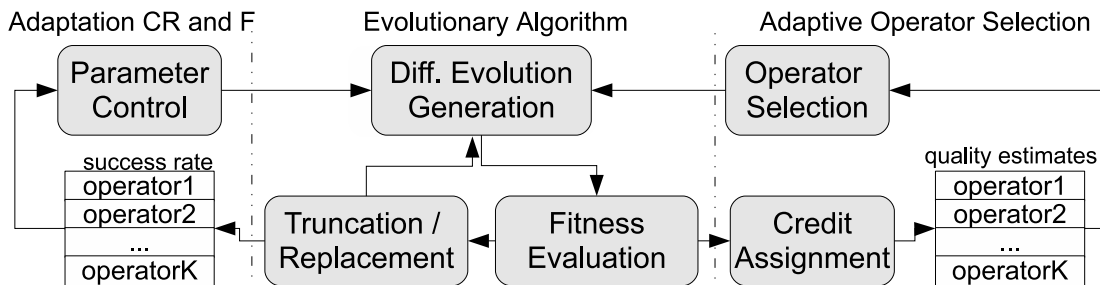 Adaptation CR and F
Evolutionary Algorithm
Adaptive Operator Selection
Parameter
Control
Diff. Evolution
Generation
Operator
Selection
success rate
operator1
operator2
...
operatorK
Truncation /
Replacement
Fitness
Evaluation
Credit
Assignment
quality estimates
operator1
operator2
...
operatorK